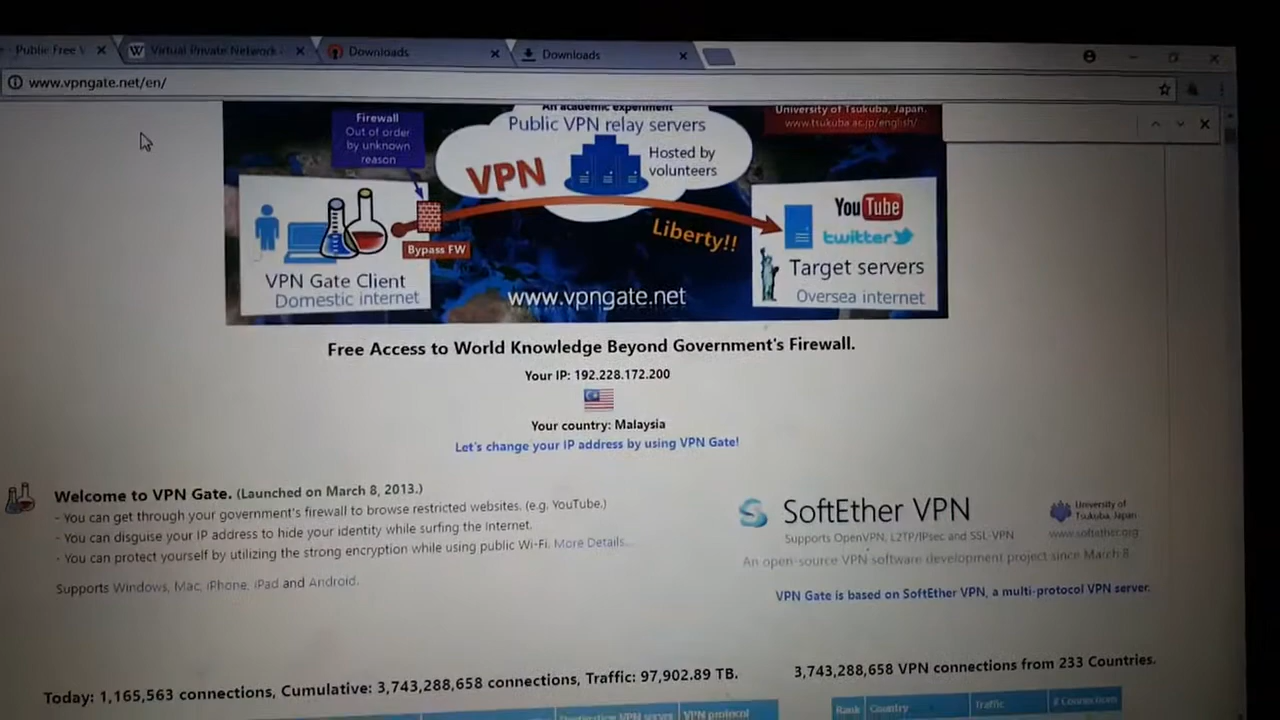 Public Free V
W Virtual Private Network -
Downloads
Downloads
www.vpngate.net/en/
An academic experiment
Public VPN relay servers
Hosted by
volunteers
VPN
Firewall
Out of order
by unknown
reason
University of Tsukuba, Japan.
www.tsukuba.ac.jp/english/
Bypass FW
Liberty!!
YouTube
twitter
VPN Gate Client
Domestic internet
www.vpngate.net
Target servers
Oversea internet
Free Access to World Knowledge Beyond Government's Firewall.
Your IP: 192.228.172.200
Your country: Malaysia
Let's change your IP address by using VPN Gate!
Welcome to VPN Gate. (Launched on March 8, 2013.)
- You can get through your government's firewall to browse restricted websites. (e.g. YouTube.)
- You can disguise your IP address to hide your identity while surfing the Internet.
- You can protect yourself by utilizing the strong encryption while using public Wi-Fi. More Details...
Supports Windows, Mac, iPhone, iPad and Android.
SoftEther VPN
Supports OpenVPN, L2TP/IPsec and SSL-VPN
University of
Tsukuba, Japan
www.softether.org
An open-source VPN software development project since March 8.
VPN Gate is based on SoftEther VPN, a multi-protocol VPN server.
Today: 1,165,563 connections, Cumulative: 3,743,288,658 connections, Traffic: 97,902.89 TB.
3,743,288,658 VPN connections from 233 Countries.
Destination VPN server
VPN protocol
Rank
Country
Traffic
# Connections